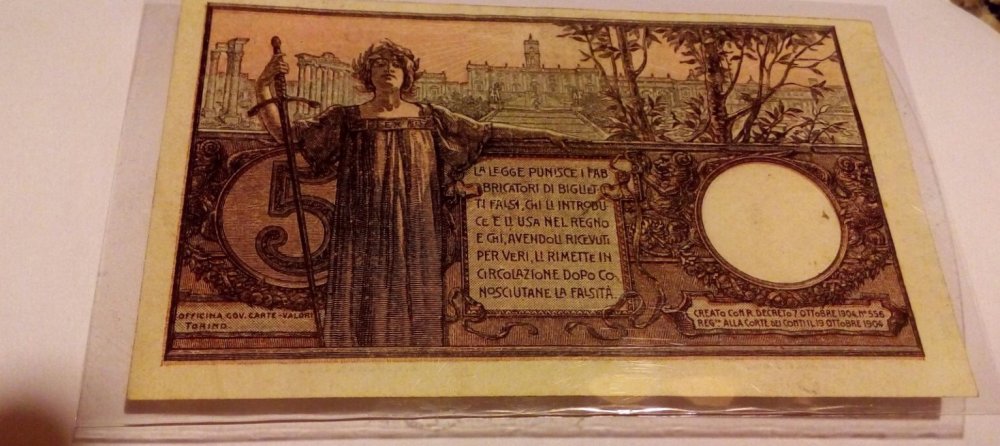 5
LA LEGGE PUNISCE I FAB
BRICATORI DI BIGLIET
TI FALSI, CHI LI INTRODU
CE E LI USA NEL REGNO
E CHI, AVENDOLI RICEVUTI
PER VERI, LI RIMETTE IN
CIRCOLAZIONE DOPO CO-
NOSCIUTANE LA FALSITÀ.
OFFICINA GOV. CARTE-VALORI
TORINO
CREATO CON R. DECRETO 7 OTTOBRE 1904, Nº 556
REGTO ALLA CORTE DEI CONTI IL 19 OTTOBRE 1904